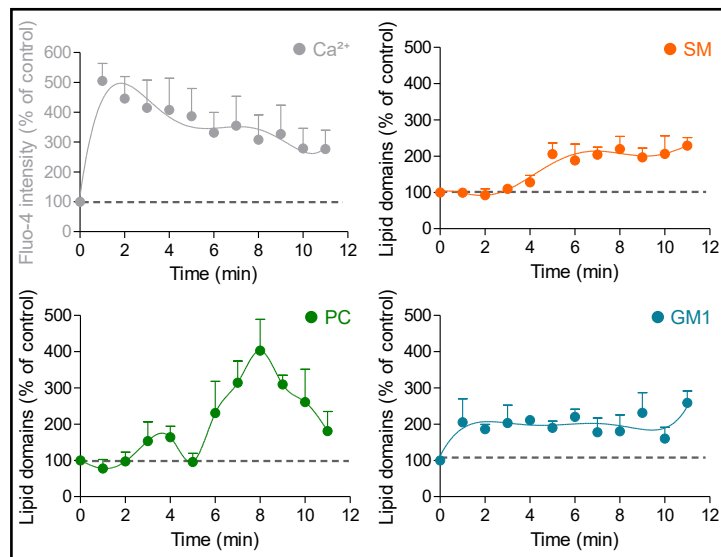 Ca²⁺
Fluo-4 intensity (% of control)
600
500
400
300
200
100
0
0 2 4 6 8 10 12
Time (min)
SM
Lipid domains (% of control)
500
400
300
200
100
0
0 2 4 6 8 10 12
Time (min)
PC
Lipid domains (% of control)
500
400
300
200
100
0
0 2 4 6 8 10 12
Time (min)
GM1
Lipid domains (% of control)
500
400
300
200
100
0
0 2 4 6 8 10 12
Time (min)